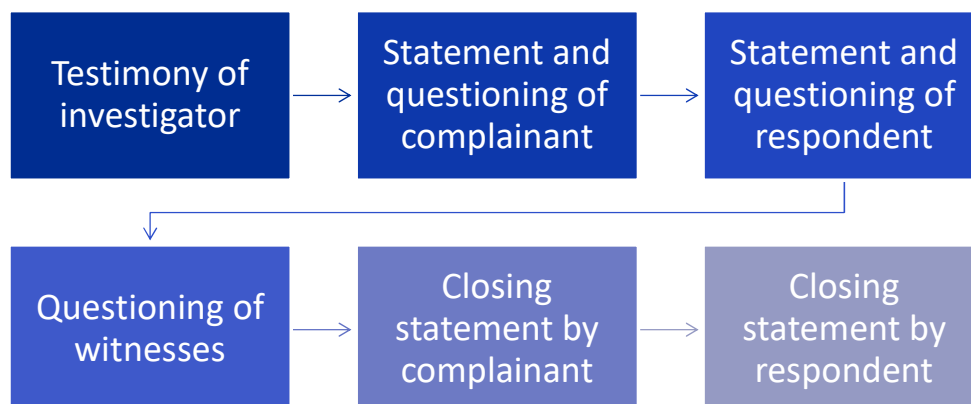 Testimony of
investigator
Statement and
questioning of
complainant
Statement and
questioning of
respondent
Questioning of
witnesses
Closing
statement by
complainant
Closing
statement by
respondent